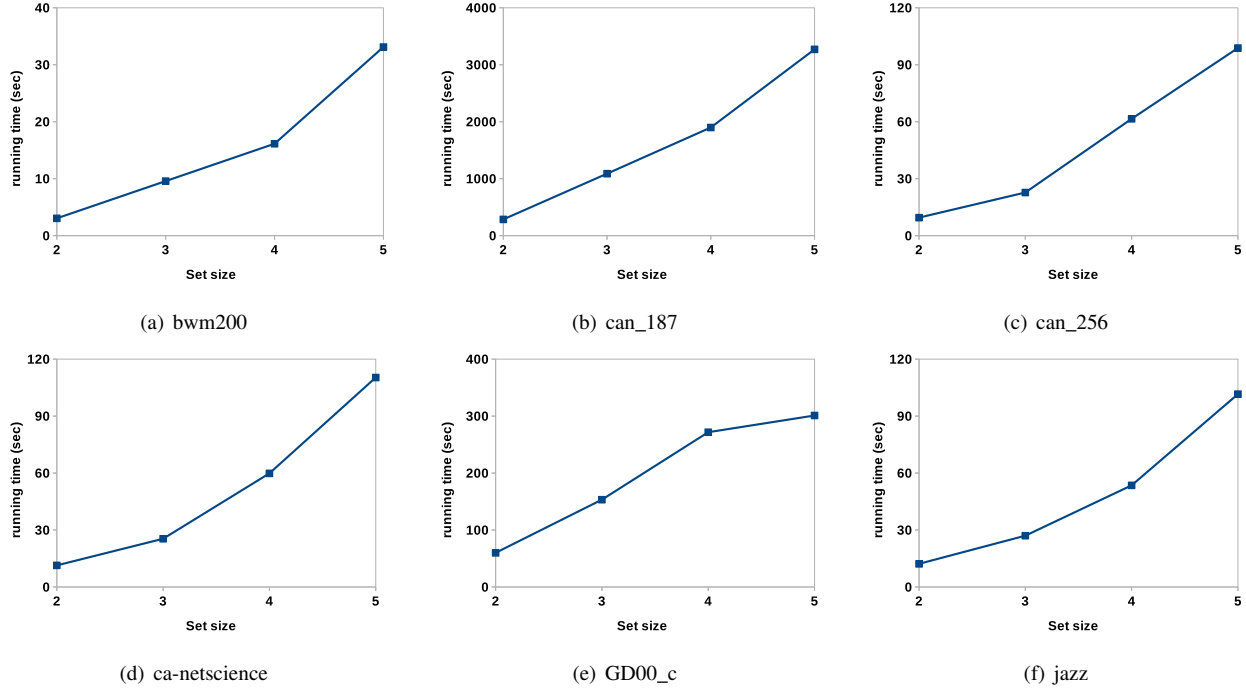 40
30
20
10
0
running time (sec)
2 3 4 5
Set size
(a) bwm200
4000
3000
2000
1000
0
running time (sec)
2 3 4 5
Set size
(b) can_187
120
90
60
30
0
running time (sec)
2 3 4 5
Set size
(c) can_256
120
90
60
30
0
running time (sec)
2 3 4 5
Set size
(d) ca-netscience
400
300
200
100
0
running time (sec)
2 3 4 5
Set size
(e) GD00_c
120
90
60
30
0
running time (sec)
2 3 4 5
Set size
(f) jazz